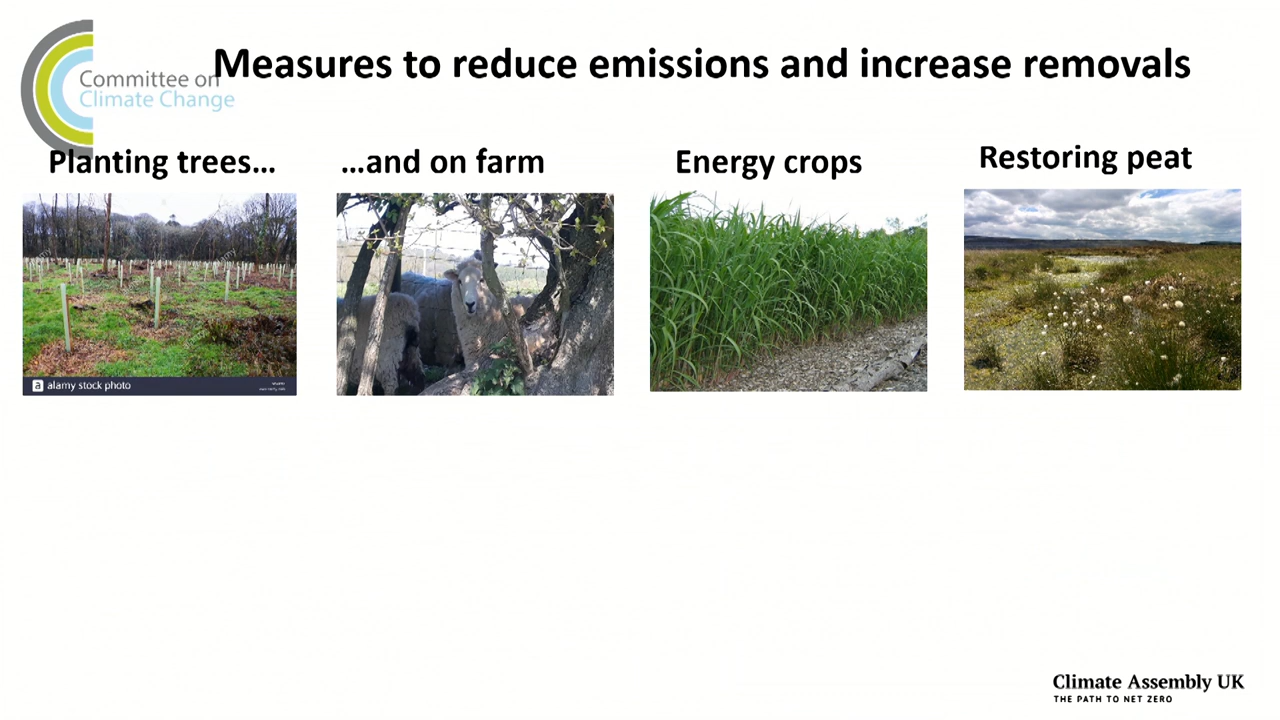 Committee on
Climate Change
Measures to reduce emissions and increase removals
Planting trees...
...and on farm
Energy crops
Restoring peat
a alamy stock photo
Climate Assembly UK
THE PATH TO NET ZERO